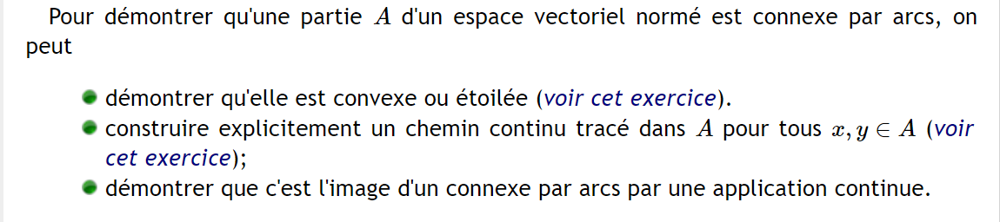 Pour démontrer qu'une partie A d'un espace vectoriel normé est connexe par arcs, on
peut
démontrer qu'elle est convexe ou étoilée (voir cet exercice).
construire explicitement un chemin continu tracé dans A pour tous x, y ∈ A (voir
cet exercice);
démontrer que c'est l'image d'un connexe par arcs par une application continue.